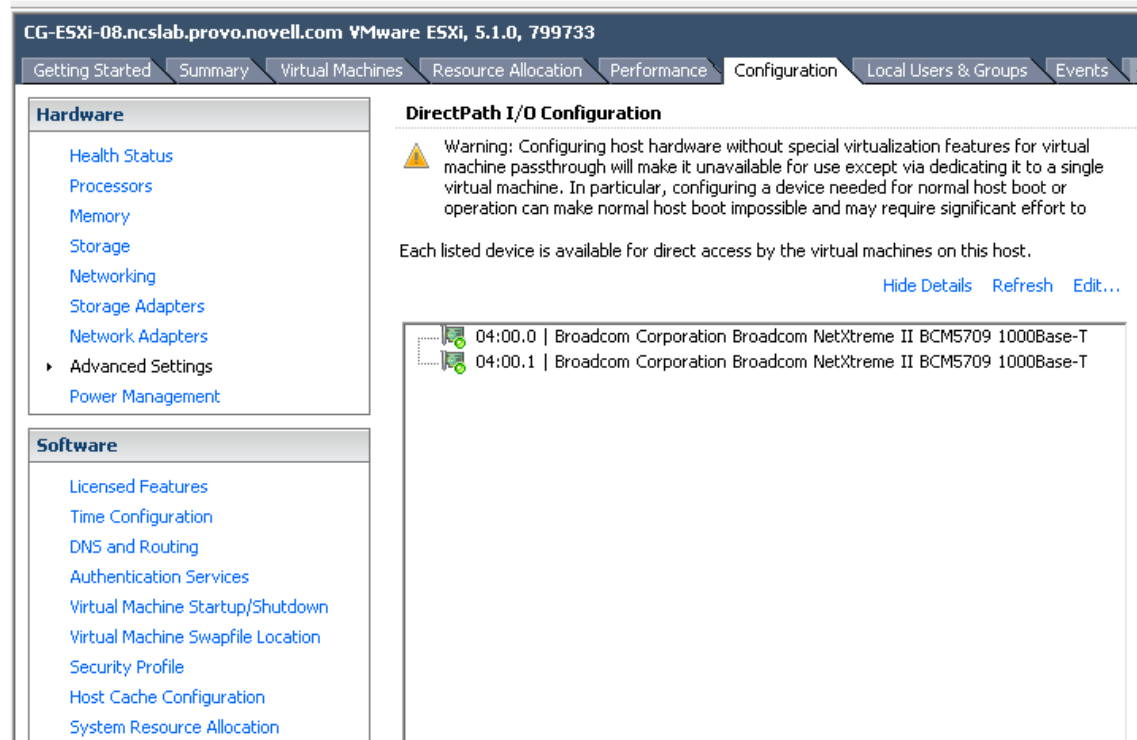 CG-ESXi-08.ncslab.provo.novell.com VMware ESXi, 5.1.0, 799733
Getting Started Summary Virtual Machines Resource Allocation Performance Configuration Local Users & Groups Events
Hardware
Health Status
Processors
Memory
Storage
Networking
Storage Adapters
Network Adapters
Advanced Settings
Power Management
Software
Licensed Features
Time Configuration
DNS and Routing
Authentication Services
Virtual Machine Startup/Shutdown
Virtual Machine Swapfile Location
Security Profile
Host Cache Configuration
System Resource Allocation
DirectPath I/O Configuration
Warning: Configuring host hardware without special virtualization features for virtual
machine passthrough will make it unavailable for use except via dedicating it to a single
virtual machine. In particular, configuring a device needed for normal host boot or
operation can make normal host boot impossible and may require significant effort to
Each listed device is available for direct access by the virtual machines on this host.
Hide Details Refresh Edit...
04:00.0 | Broadcom Corporation Broadcom NetXtreme II BCM5709 1000Base-T
04:00.1 | Broadcom Corporation Broadcom NetXtreme II BCM5709 1000Base-T